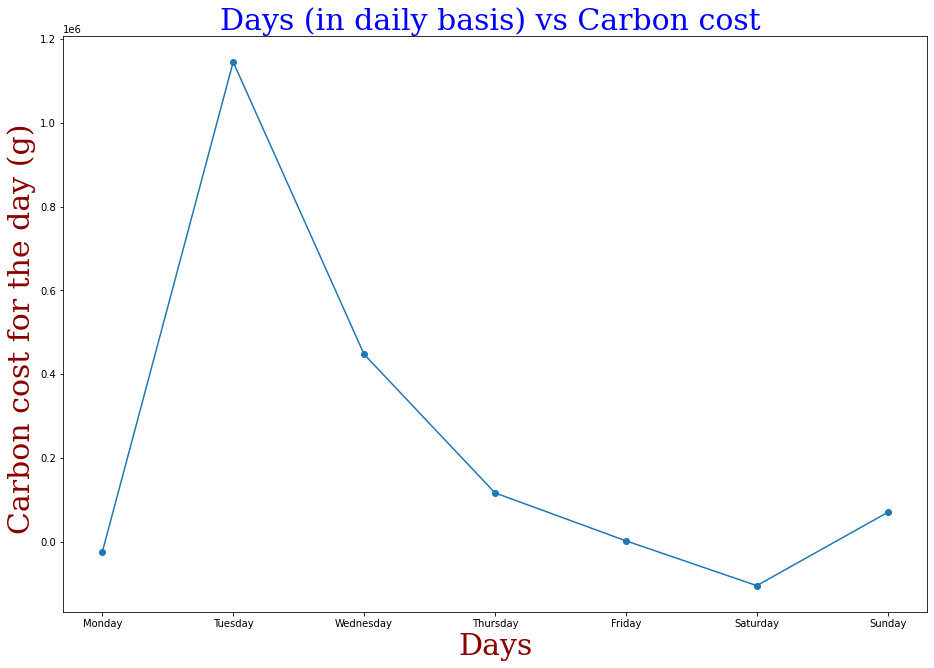 Days (in daily basis) vs Carbon cost
1e6
1.2
1.0
0.8
0.6
0.4
0.2
0.0
Carbon cost for the day (g)
Monday Tuesday Wednesday Thursday Friday Saturday Sunday
Days